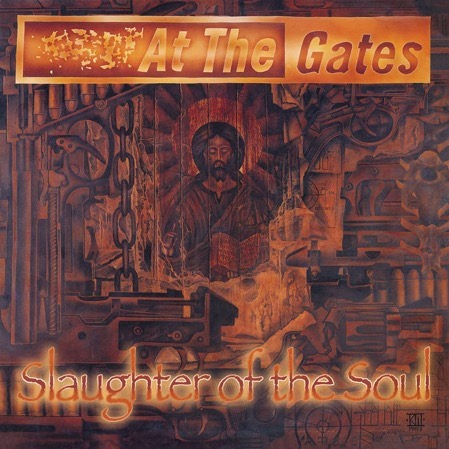 At The Gates
Slaughter of the Soul